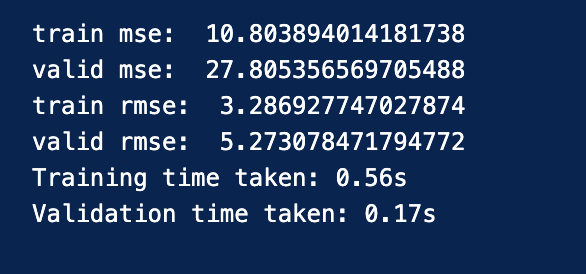 train mse:  10.803894014181738
valid mse:  27.805356569705488
train rmse:  3.286927747027874
valid rmse:  5.273078471794772
Training time taken: 0.56s
Validation time taken: 0.17s